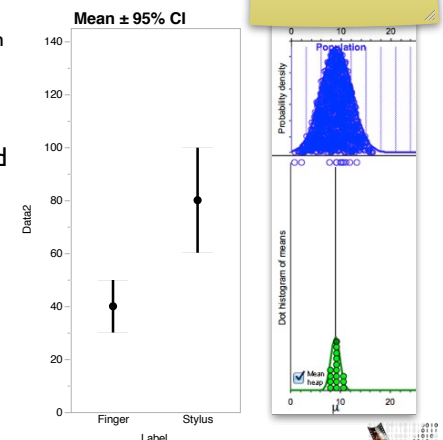 Mean ± 95% CI
140
120
100
80
60
40
20
0
Data2
Finger
Stylus
Label
0
10
20
Population
Probability density
Dot histogram of means
Mean
heap
0
10
20
μ